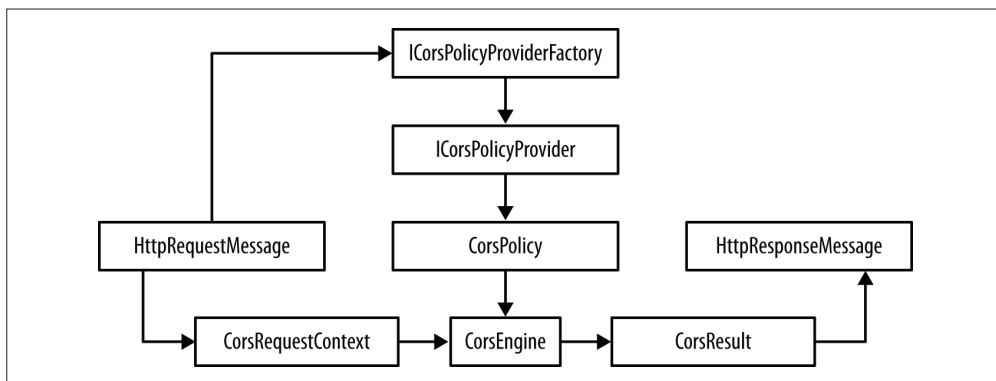 ICorsPolicyProviderFactory
ICorsPolicyProvider
HttpRequestMessage
CorsPolicy
HttpResponseMessage
CorsRequestContext
CorsEngine
CorsResult